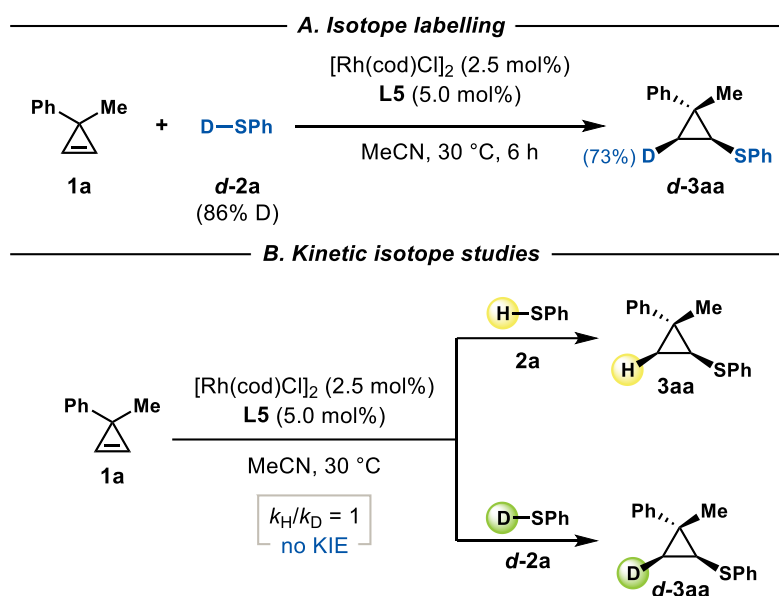 A. Isotope labelling
[Rh(cod)Cl]2 (2.5 mol%)
L5 (5.0 mol%)
MeCN, 30 °C, 6 h
Ph Me
1a
+
D–SPh
d-2a
(86% D)
Ph Me
(73%) D SPh
d-3aa
B. Kinetic isotope studies
Ph Me
1a
[Rh(cod)Cl]2 (2.5 mol%)
L5 (5.0 mol%)
MeCN, 30 °C
kH/kD = 1
no KIE
H–SPh
2a
Ph Me
H SPh
3aa
D–SPh
d-2a
Ph Me
D SPh
d-3aa